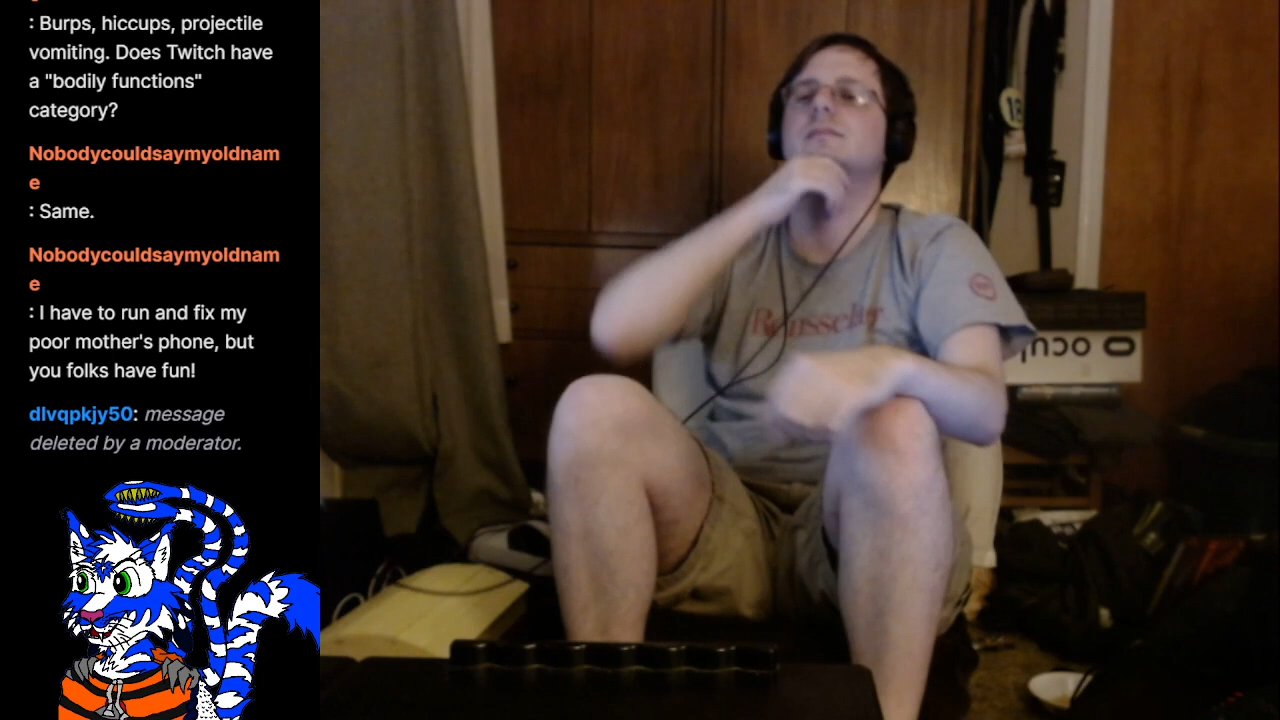 : Burps, hiccups, projectile
vomiting. Does Twitch have
a "bodily functions"
category?
Nobodycouldsaymyoldnam
e
: Same.
Nobodycouldsaymyoldnam
e
: I have to run and fix my
poor mother's phone, but
you folks have fun!
dlvqpkjy50: message
deleted by a moderator.
18